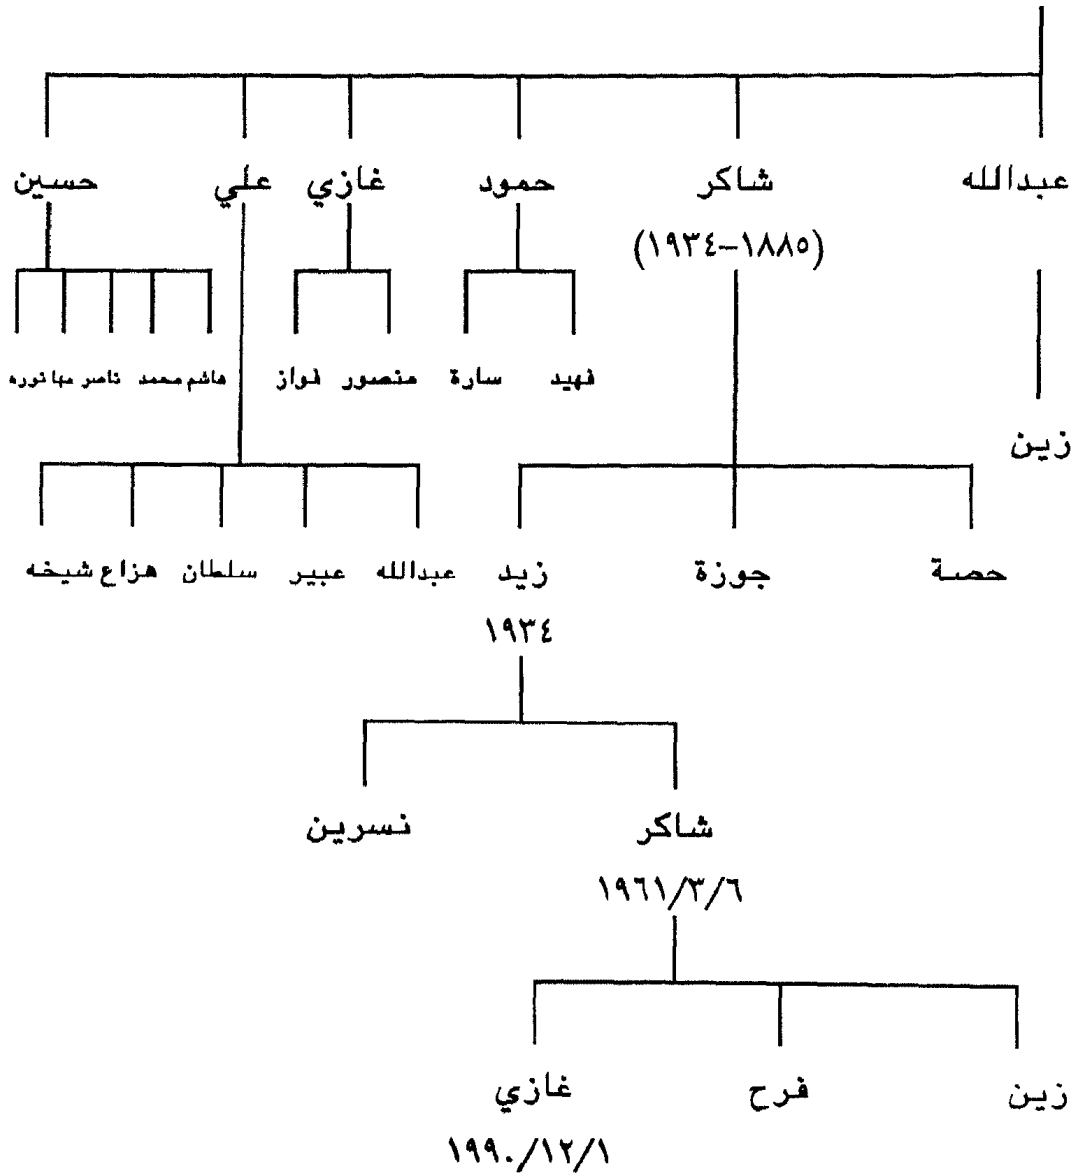 عبدالله شاكر حمود غازي علي حسين
(١٨٨٥-١٩٣٤)
فهيد سارة منصور فواز هاشم محمد ناصر مها نوره
زين
حصة جوزة زيد عبدالله عبير سلطان هزاع شيخه
١٩٣٤
شاكر نسرين
١٩٦١/٣/٦
زين فرح غازي
١٩٩٠/١٢/١